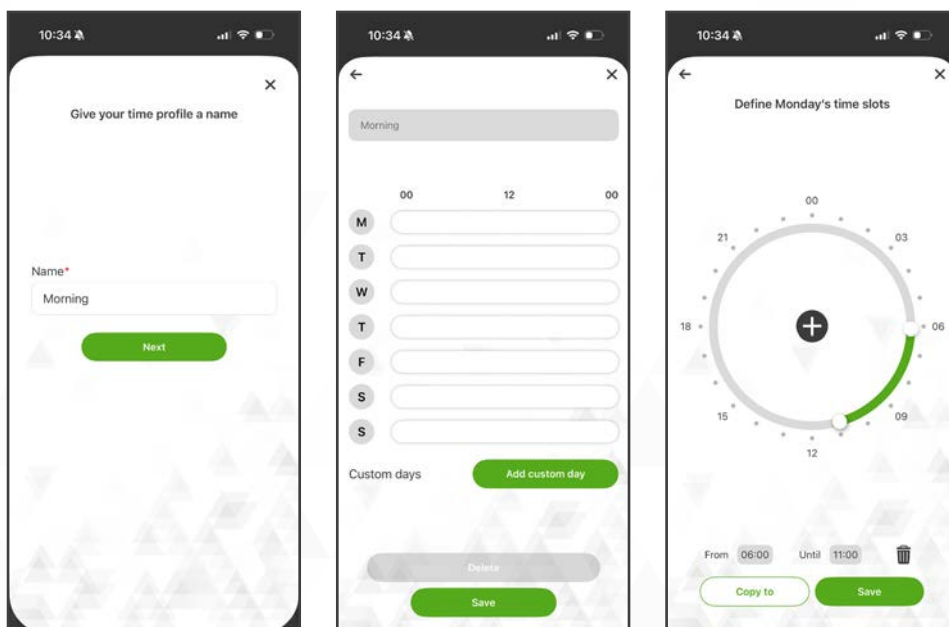 10:34
Give your time profile a name
Name*
Morning
Next
10:34
Morning
00 12 00
M
T
W
T
F
S
S
Custom days Add custom day
Delete
Save
10:34
Define Monday's time slots
00
21 03
18 06
15 09
12
From 06:00 Until 11:00
Copy to Save